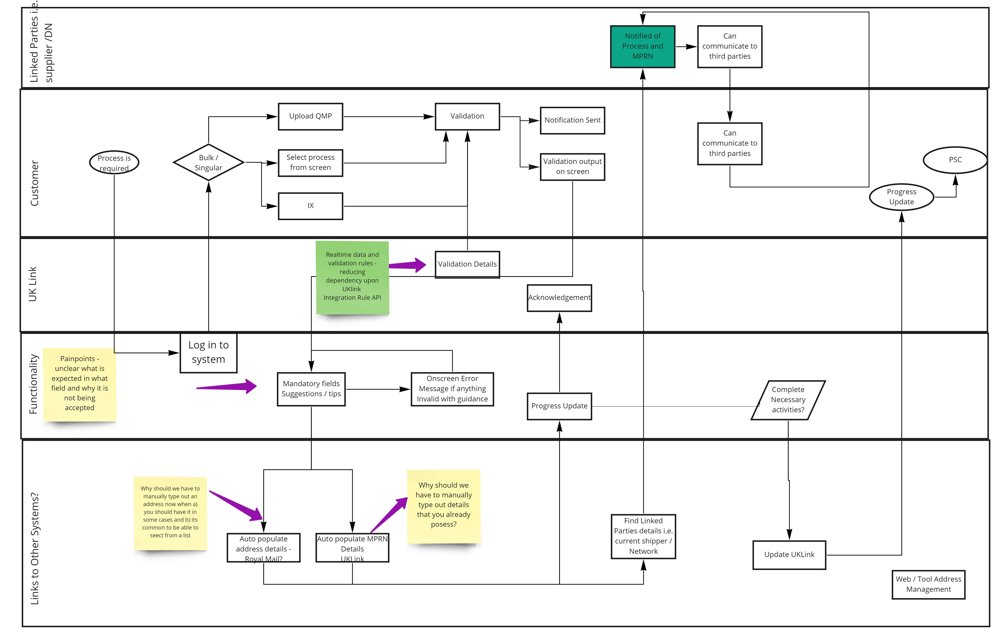 Linked Parties i.e.
supplier /DN
Notified of
Process and
MPRN
Can
communicate to
third parties
Customer
Process is
required
Bulk /
Singular
Upload QMP
Select process
from screen
IX
Validation
Notification Sent
Validation output
on screen
Can
communicate to
third parties
PSC
Progress
Update
UK Link
Realtime data and
validation rules -
reducing
dependency upon
UKlink
Integration Rule API
Validation Details
Acknowledgement
Functionality
Painpoints -
unclear what is
expected in what
field and why it is
not being
accepted
Log in to
system
Mandatory fields
Suggestions / tips
Onscreen Error
Message if anything
Invalid with guidance
Progress Update
Complete
Necessary
activities?
Links to Other Systems?
Why should we have to
manually type out an
address now when a)
you should have it in
some cases and b) its
common to be able to
seect from a list
Auto populate
address details -
Royal Mail?
Auto populate MPRN
Details
UKLink
Why should we
have to manually
type out details
that you already
posess?
Find Linked
Parties details i.e.
current shipper /
Network
Update UKLink
Web / Tool Address
Management